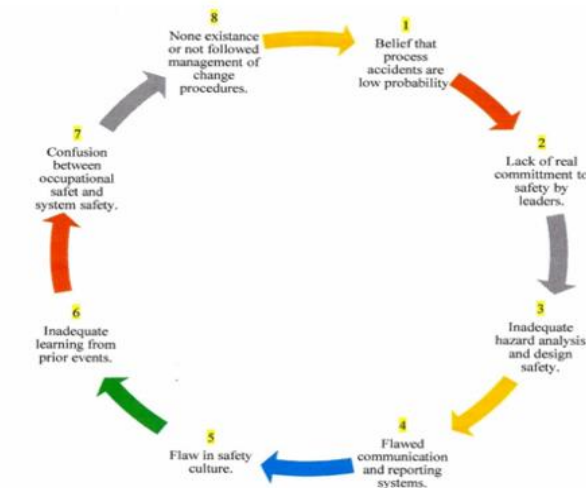 1
Belief that
process
accidents are
low probability
2
Lack of real
committment to
safety by
leaders.
3
Inadequate
hazard analysis
and design
safety.
4
Flawed
communication
and reporting
systems.
5
Flaw in safety
culture.
6
Inadequate
learning from
prior events.
7
Confusion
between
occupational
safet and
system safety.
8
None existance
or not followed
management of
change
procedures.